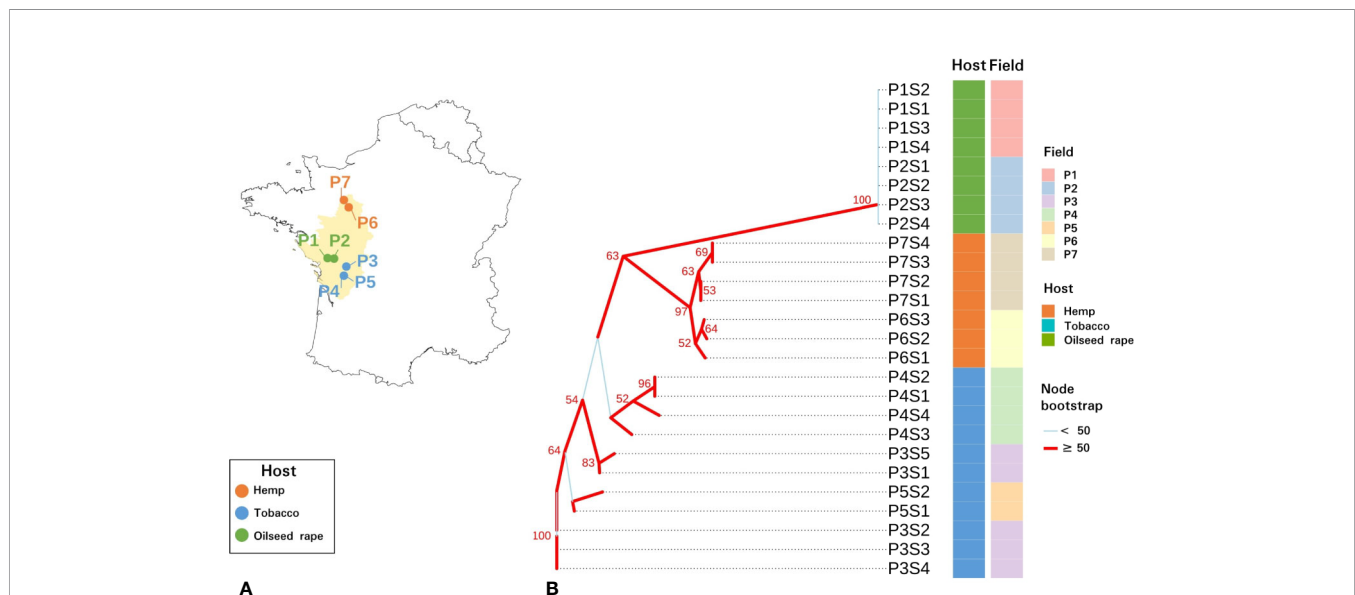 P7
P6
P1 P2
P3
P4 P5
Host
Hemp
Tobacco
Oilseed rape
A
Host Field
P1S2
P1S1
P1S3
P1S4
P2S1
P2S2
100 P2S3
P2S4
P7S4
69
63 P7S3
63 P7S2
53
P7S1
97
P6S3
64
P6S2
52
P6S1
P4S2
96
P4S1
54 52
P4S4
P4S3
64 P3S5
83
P3S1
P5S2
P5S1
P3S2
100
P3S3
P3S4
B
Field
P1
P2
P3
P4
P5
P6
P7
Host
Hemp
Tobacco
Oilseed rape
Node
bootstrap
< 50
≥ 50